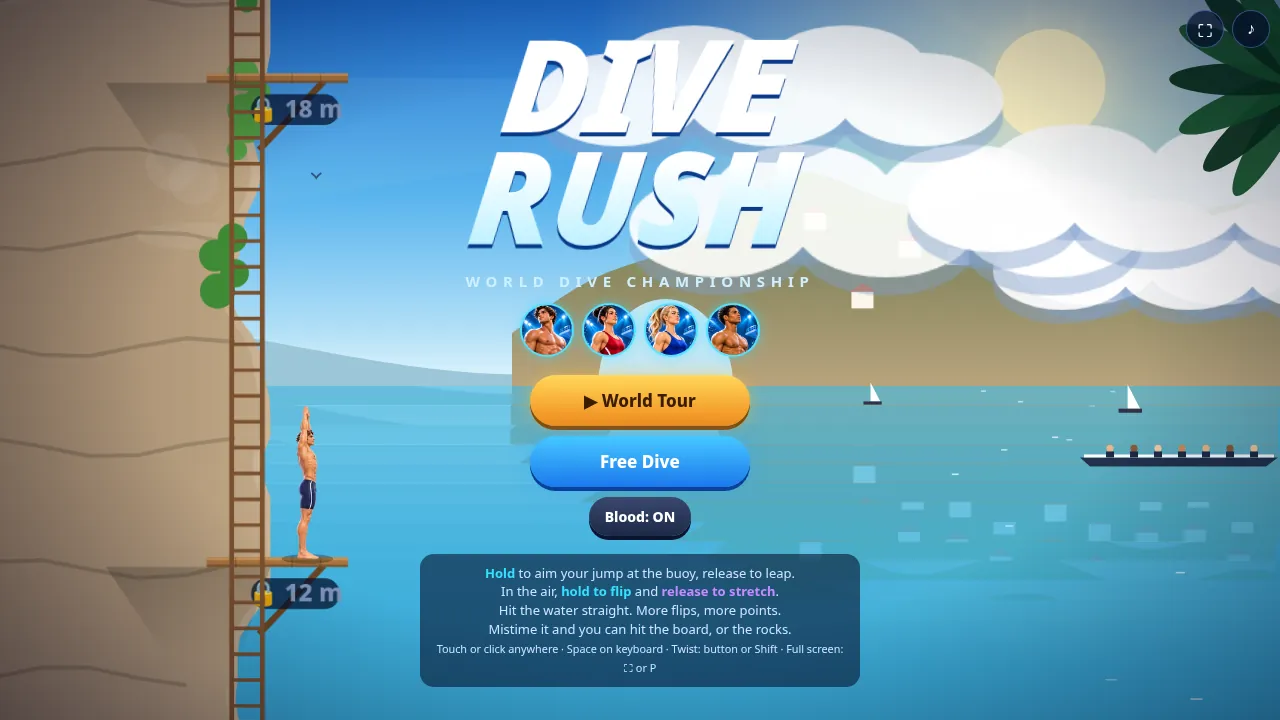 18 m
DIVE
RUSH
WORLD DIVE CHAMPIONSHIP
▶ World Tour
Free Dive
Blood: ON
Hold to aim your jump at the buoy, release to leap.
In the air, hold to flip and release to stretch.
Hit the water straight. More flips, more points.
Mistime it and you can hit the board, or the rocks.
Touch or click anywhere · Space on keyboard · Twist: button or Shift · Full screen:
⛶ or P
12 m